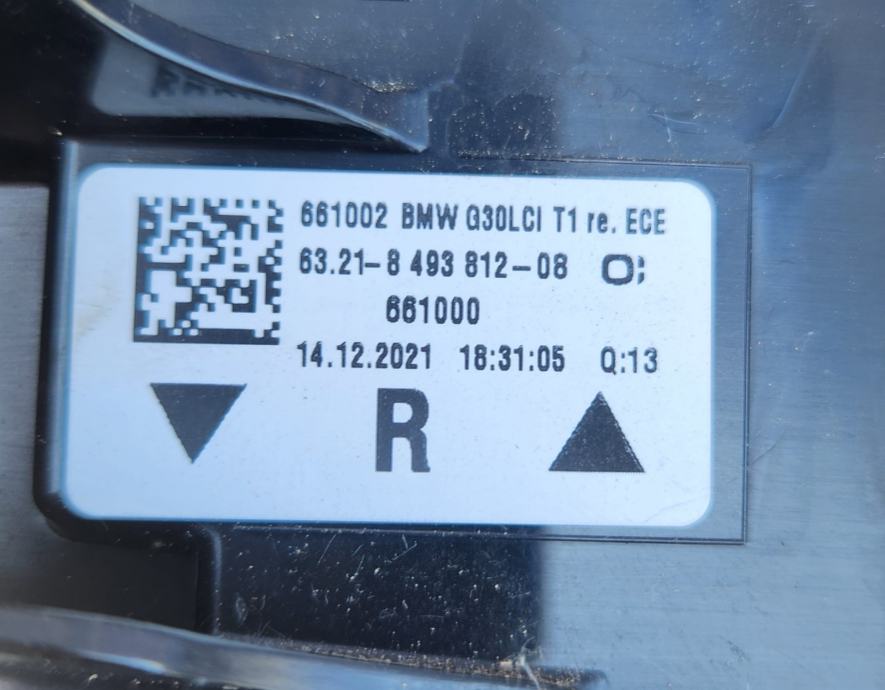 661002 BMW G30LCI T1 re. ECE
63.21-8 493 812-08
661000
14.12.2021 18:31:05 Q:13
R